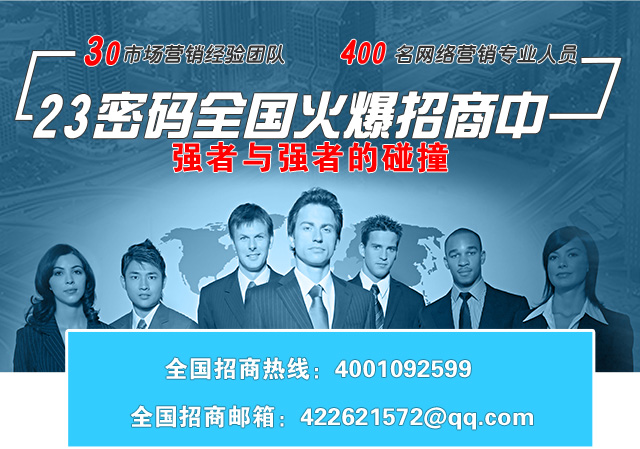 30市场营销经验团队 400 名网络营销专业人员
23密码全国火爆招商中
强者与强者的碰撞
全国招商热线：4001092599
全国招商邮箱：422621572@qq.com